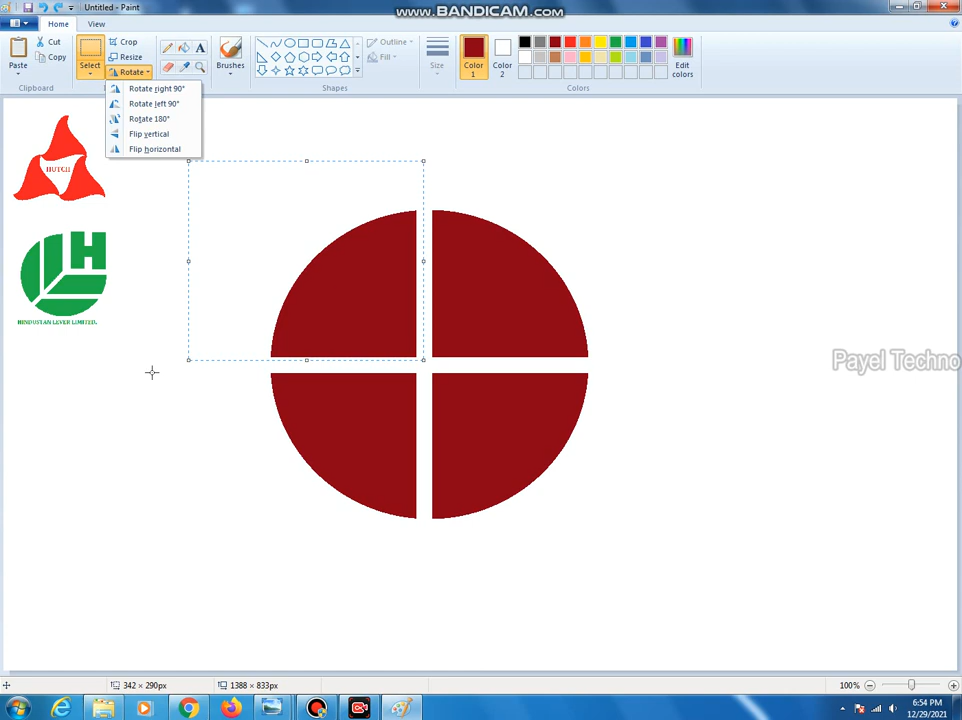 www.BANDICAM.com
Untitled - Paint
Home View
Paste
Cut
Copy
Clipboard
Select
Crop
Resize
Rotate
Rotate right 90°
Rotate left 90°
Rotate 180°
Flip vertical
Flip horizontal
A
Brushes
Outline
Fill
Shapes
Size
Color 1
Color 2
Edit colors
Colors
HUTCH
HINDUSTAN LEVER LIMITED.
Payel Techno
342 × 290px
1388 × 833px
100%
6:54 PM
12/29/2021